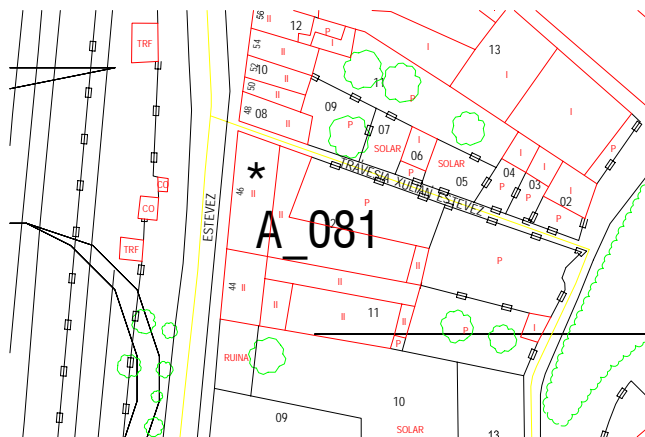 56
12
P
P
I
13
TRF
54
II
I
52
10
II
11
I
50
II
P
I
48
08
II
09
07
P
SOLAR
06
I
SOLAR
05
P
P
I
I
I
04
03
P
P
02
P
TRAVESIA XULIAN ESTEVEZ
*
46
II
II
P
CO
CO
ESTEVEZ
A_081
TRF
II
P
44
II
II
II
II
11
II
P
P
I
RUINA
10
09
SOLAR
13